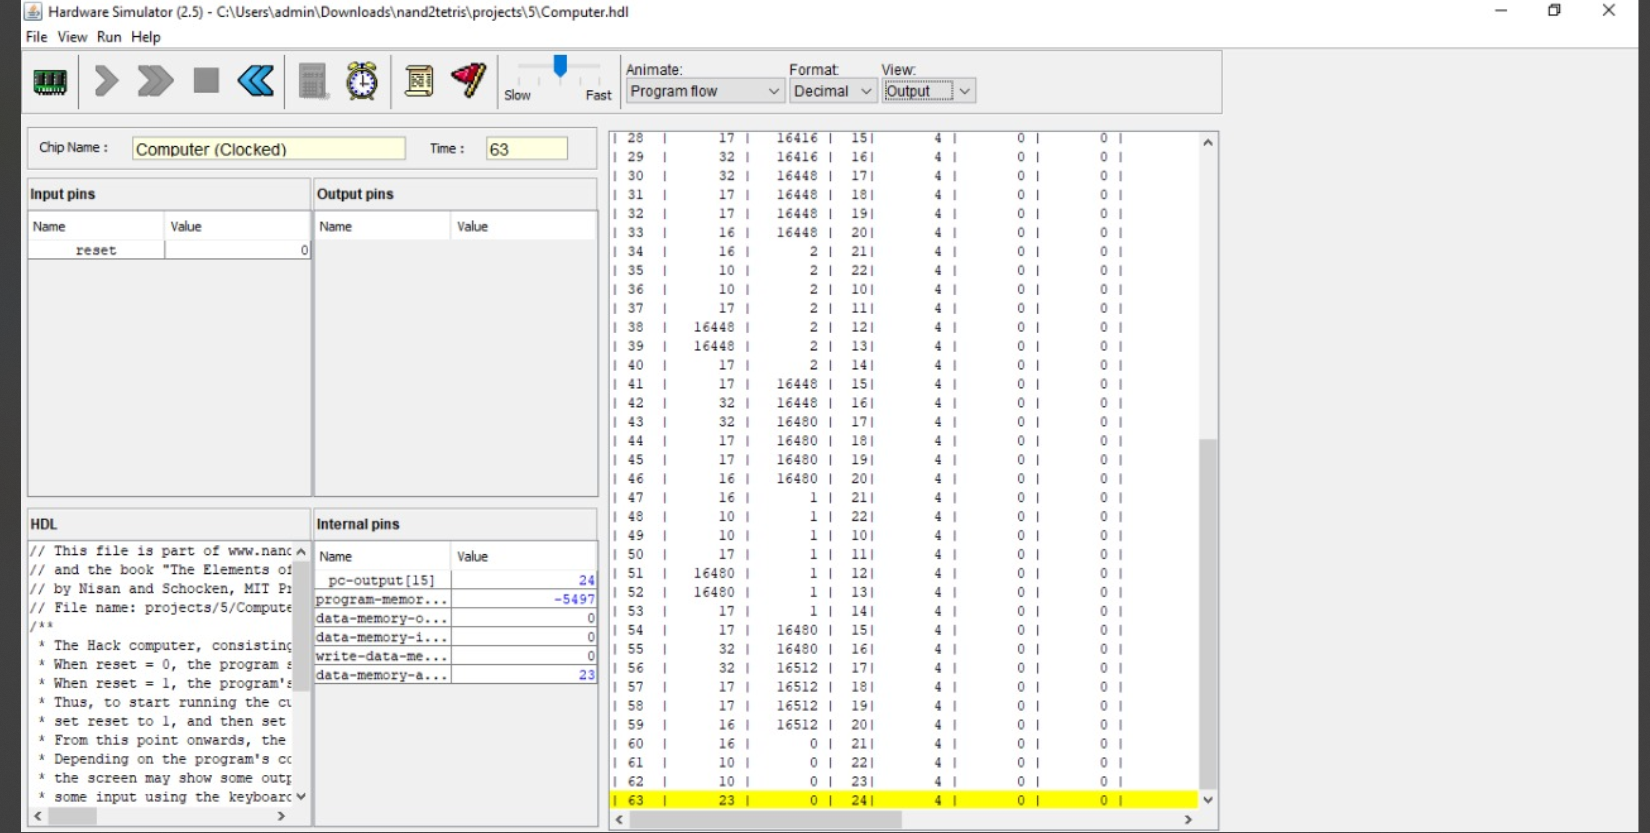 Hardware Simulator (2.5) - C:\Users\admin\Downloads\nand2tetris\projects\5\Computer.hdl
File View Run Help
Slow Fast
Animate: Format: View:
Program flow Decimal Output
Chip Name : Computer (Clocked) Time : 63
Input pins
Name Value
reset 0
Output pins
Name Value
HDL
// This file is part of www.nand
// and the book "The Elements of
// by Nisan and Schocken, MIT Pr
// File name: projects/5/Compute
/**
* The Hack computer, consisting
* When reset = 0, the program s
* When reset = 1, the program's
* Thus, to start running the cu
* set reset to 1, and then set
* From this point onwards, the
* Depending on the program's co
* the screen may show some outp
* some input using the keyboard
Internal pins
Name Value
pc-output[15] 24
program-memor... -5497
data-memory-o... 0
data-memory-i... 0
write-data-me... 0
data-memory-a... 23
| 28 | 17 | 16416 | 15| 4 | 0 | 0 |
| 29 | 32 | 16416 | 16| 4 | 0 | 0 |
| 30 | 32 | 16448 | 17| 4 | 0 | 0 |
| 31 | 17 | 16448 | 18| 4 | 0 | 0 |
| 32 | 17 | 16448 | 19| 4 | 0 | 0 |
| 33 | 16 | 16448 | 20| 4 | 0 | 0 |
| 34 | 16 | 2 | 21| 4 | 0 | 0 |
| 35 | 10 | 2 | 22| 4 | 0 | 0 |
| 36 | 10 | 2 | 10| 4 | 0 | 0 |
| 37 | 17 | 2 | 11| 4 | 0 | 0 |
| 38 | 16448 | 2 | 12| 4 | 0 | 0 |
| 39 | 16448 | 2 | 13| 4 | 0 | 0 |
| 40 | 17 | 2 | 14| 4 | 0 | 0 |
| 41 | 17 | 16448 | 15| 4 | 0 | 0 |
| 42 | 32 | 16448 | 16| 4 | 0 | 0 |
| 43 | 32 | 16480 | 17| 4 | 0 | 0 |
| 44 | 17 | 16480 | 18| 4 | 0 | 0 |
| 45 | 17 | 16480 | 19| 4 | 0 | 0 |
| 46 | 16 | 16480 | 20| 4 | 0 | 0 |
| 47 | 16 | 1 | 21| 4 | 0 | 0 |
| 48 | 10 | 1 | 22| 4 | 0 | 0 |
| 49 | 10 | 1 | 10| 4 | 0 | 0 |
| 50 | 17 | 1 | 11| 4 | 0 | 0 |
| 51 | 16480 | 1 | 12| 4 | 0 | 0 |
| 52 | 16480 | 1 | 13| 4 | 0 | 0 |
| 53 | 17 | 1 | 14| 4 | 0 | 0 |
| 54 | 17 | 16480 | 15| 4 | 0 | 0 |
| 55 | 32 | 16480 | 16| 4 | 0 | 0 |
| 56 | 32 | 16512 | 17| 4 | 0 | 0 |
| 57 | 17 | 16512 | 18| 4 | 0 | 0 |
| 58 | 17 | 16512 | 19| 4 | 0 | 0 |
| 59 | 16 | 16512 | 20| 4 | 0 | 0 |
| 60 | 16 | 0 | 21| 4 | 0 | 0 |
| 61 | 10 | 0 | 22| 4 | 0 | 0 |
| 62 | 10 | 0 | 23| 4 | 0 | 0 |
| 63 | 23 | 0 | 24| 4 | 0 | 0 |